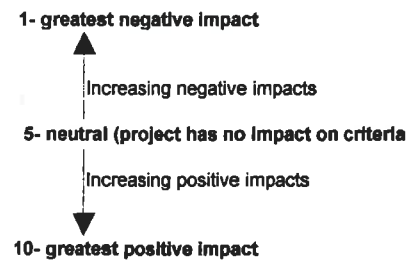 1- greatest negative impact
Increasing negative impacts
5- neutral (project has no impact on criteria
Increasing positive impacts
10- greatest positive impact